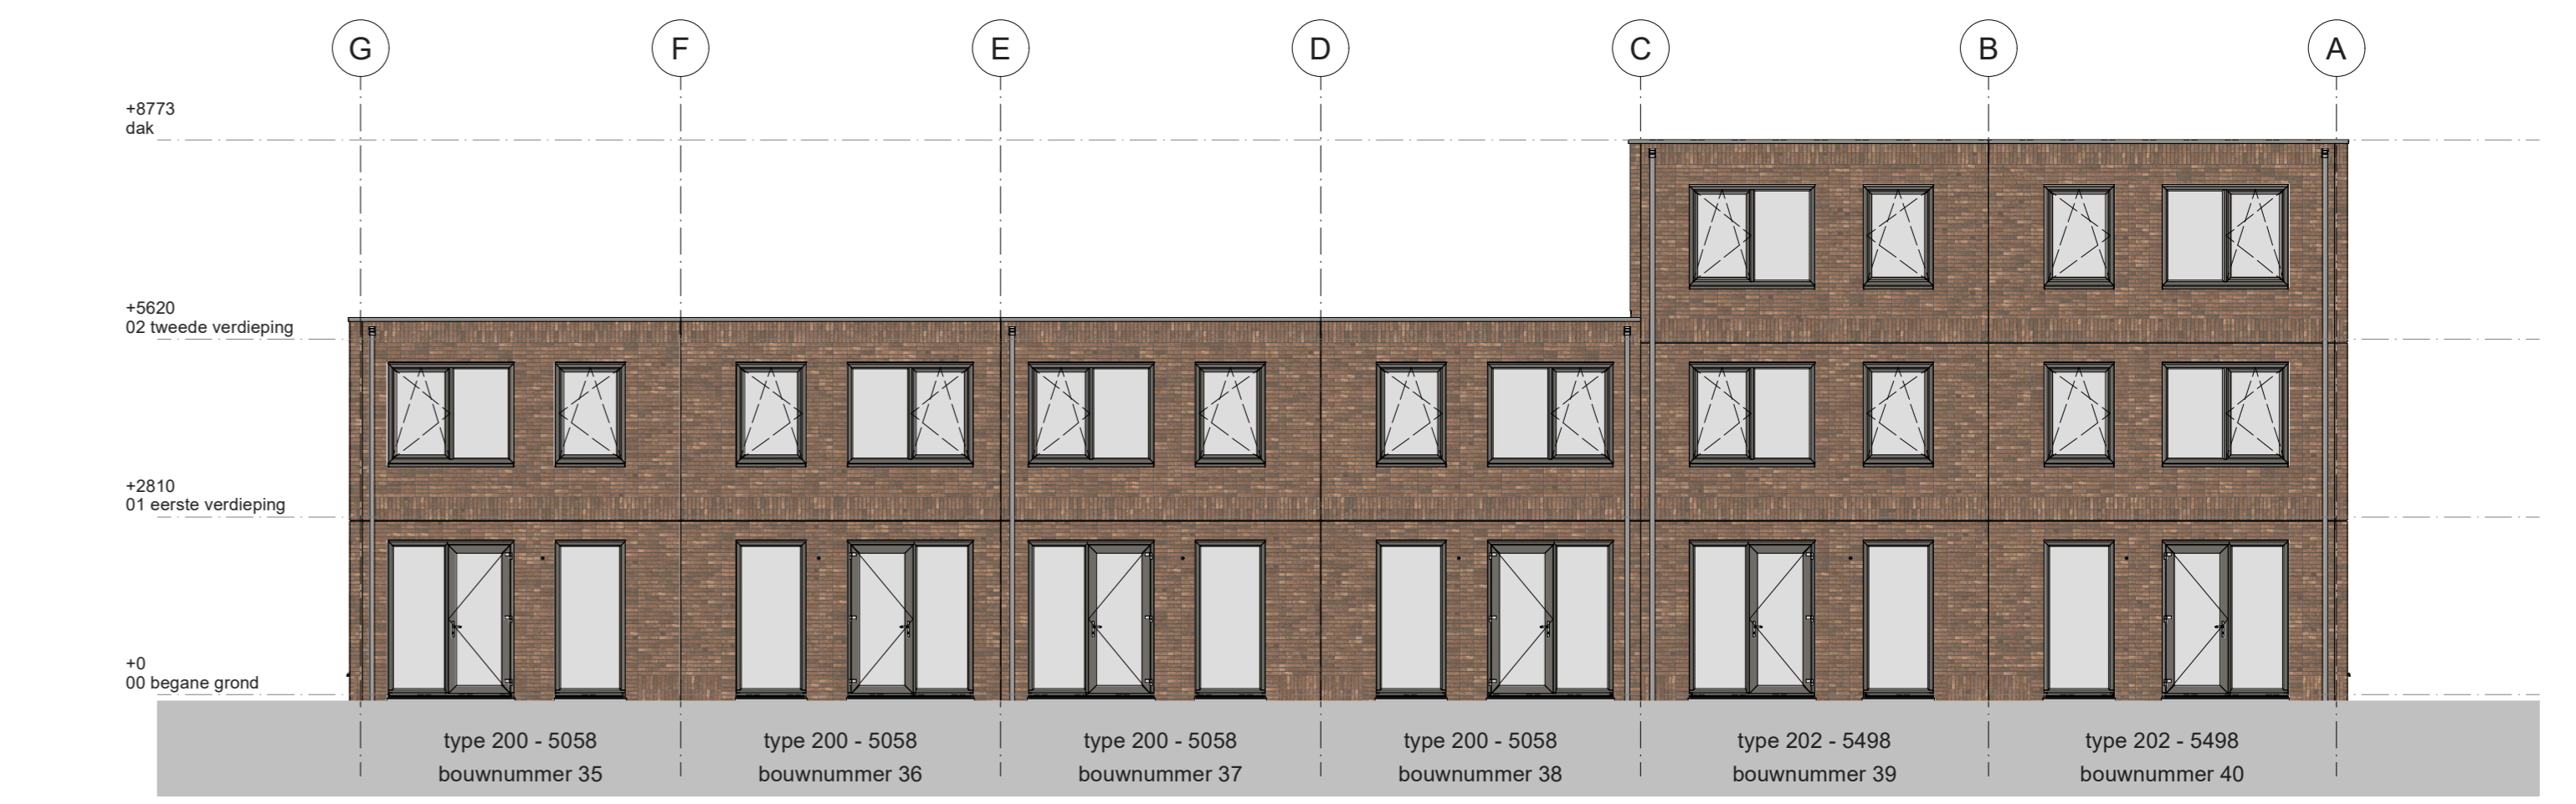 G F E D C B A
+8773
dak
+5620
02 tweede verdieping
+2810
01 eerste verdieping
+0
00 begane grond
type 200 - 5058
bouwnummer 35
type 200 - 5058
bouwnummer 36
type 200 - 5058
bouwnummer 37
type 200 - 5058
bouwnummer 38
type 202 - 5498
bouwnummer 39
type 202 - 5498
bouwnummer 40